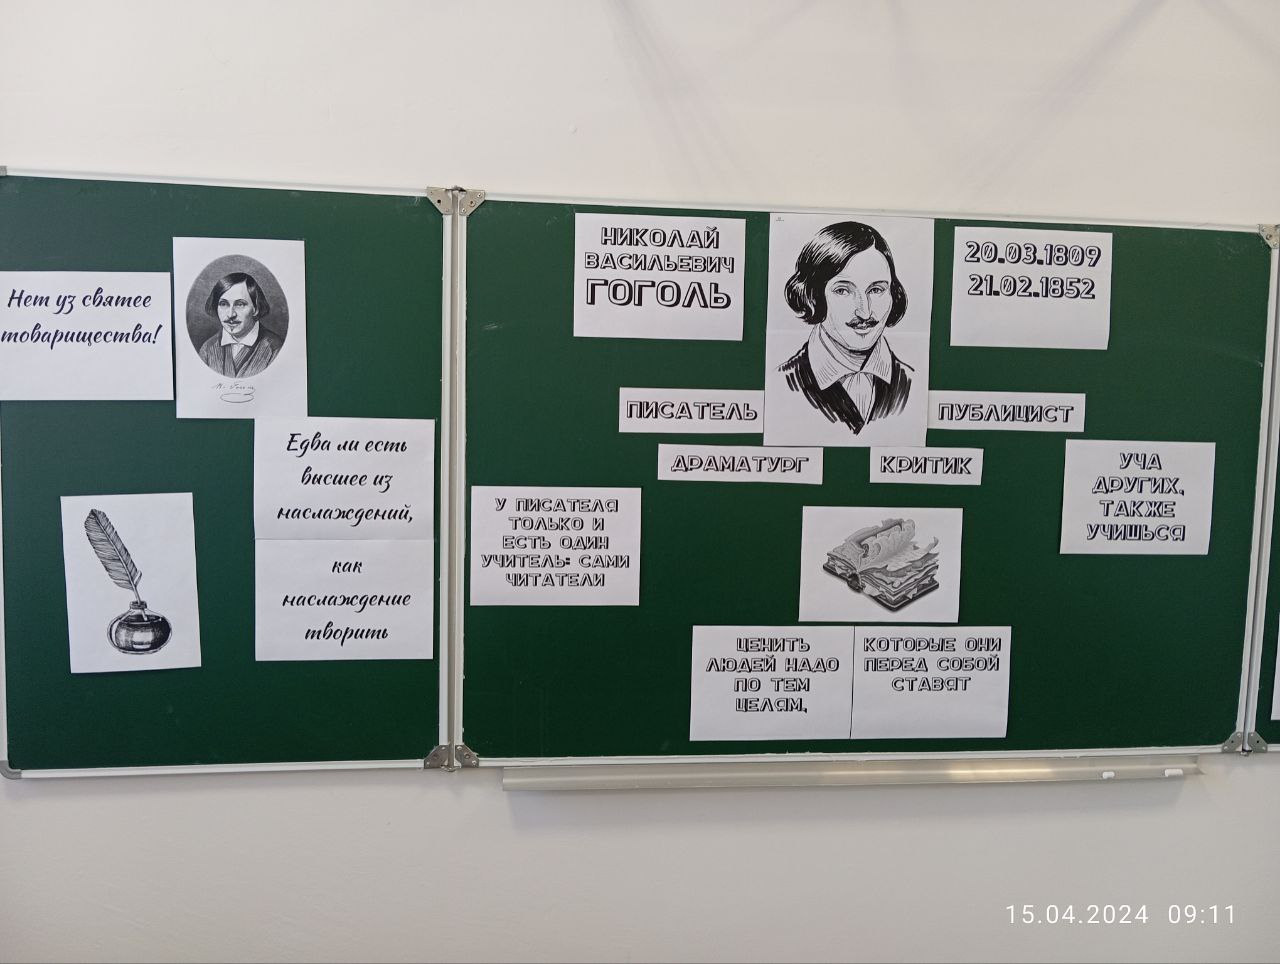 Нет уз святее
товарищества!
Едва ли есть
высшее из
наслаждений,
как
наслаждение
творить
НИКОЛАЙ
ВАСИЛЬЕВИЧ
ГОГОЛЬ
20.03.1809
21.02.1852
ПИСАТЕЛЬ
ПУБЛИЦИСТ
ДРАМАТУРГ
КРИТИК
У ПИСАТЕЛЯ
ТОЛЬКО И
ЕСТЬ ОДИН
УЧИТЕЛЬ: САМИ
ЧИТАТЕЛИ
УЧА
ДРУГИХ,
ТАКЖЕ
УЧИШЬСЯ
ЦЕНИТЬ
ЛЮДЕЙ НАДО
ПО ТЕМ
ЦЕЛЯМ,
КОТОРЫЕ ОНИ
ПЕРЕД СОБОЙ
СТАВЯТ
15.04.2024 09:11